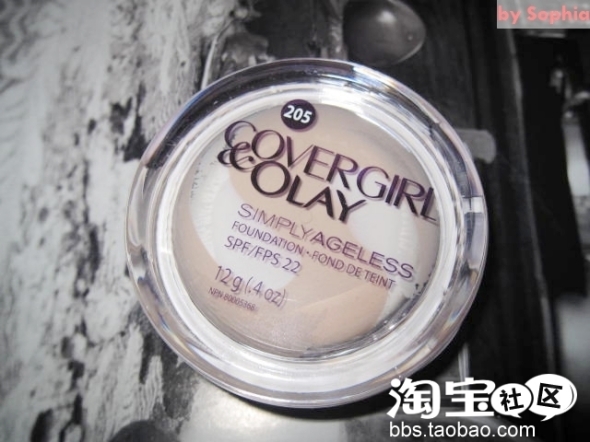 by Sophia
205
COVERGIRL
& OLAY
SIMPLY AGELESS
FOUNDATION • FOND DE TEINT
SPF/FPS 22
12 g (.4 oz)
淘宝社区
bbs.taobao.com